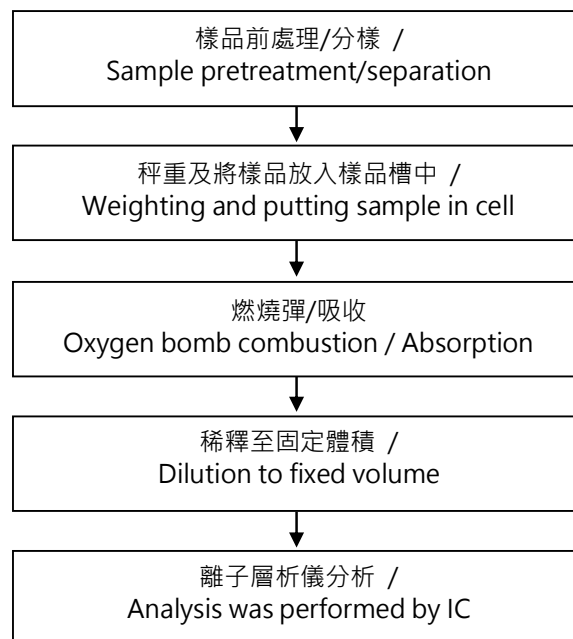 樣品前處理/分樣 /
Sample pretreatment/separation
秤重及將樣品放入樣品槽中 /
Weighting and putting sample in cell
燃燒彈/吸收
Oxygen bomb combustion / Absorption
稀釋至固定體積 /
Dilution to fixed volume
離子層析儀分析 /
Analysis was performed by IC